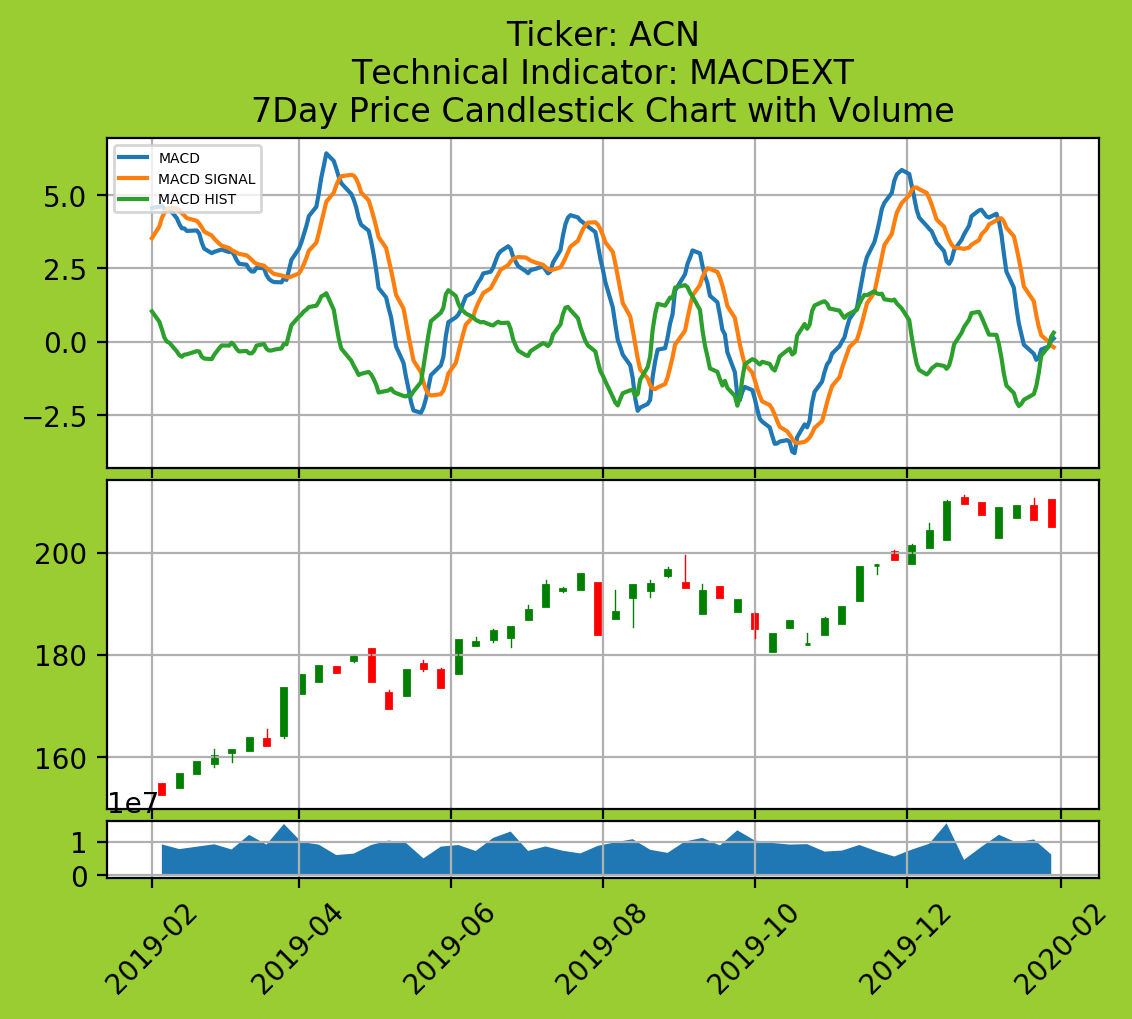 Ticker: ACN
Technical Indicator: MACDEXT
7Day Price Candlestick Chart with Volume
MACD
MACD SIGNAL
MACD HIST
5.0
2.5
0.0
−2.5
200
180
160
1e7
1
0
2019-02
2019-04
2019-06
2019-08
2019-10
2019-12
2020-02